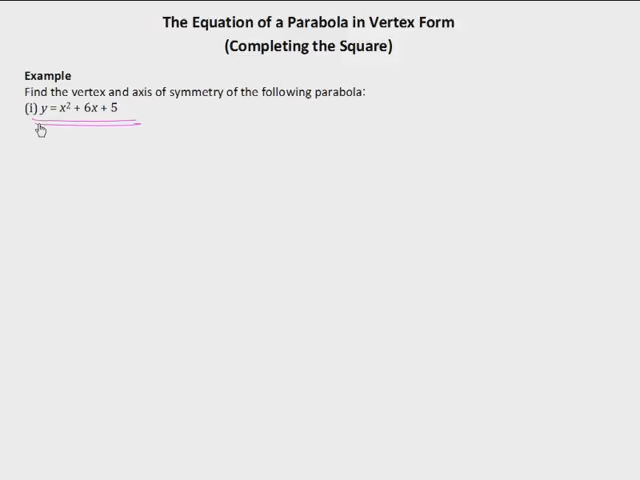 The Equation of a Parabola in Vertex Form
(Completing the Square)
Example
Find the vertex and axis of symmetry of the following parabola:
(i) y = x² + 6x + 5